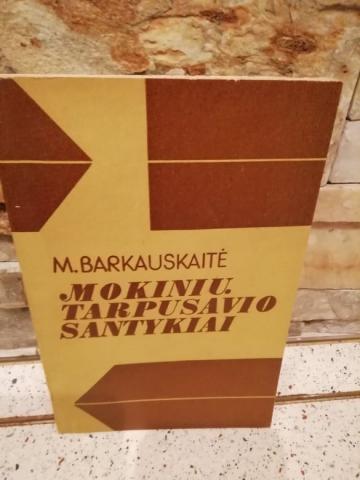 M. BARKAUSKAITĖ
MOKINIŲ
TARPUSAVIO
SANTYKIAI